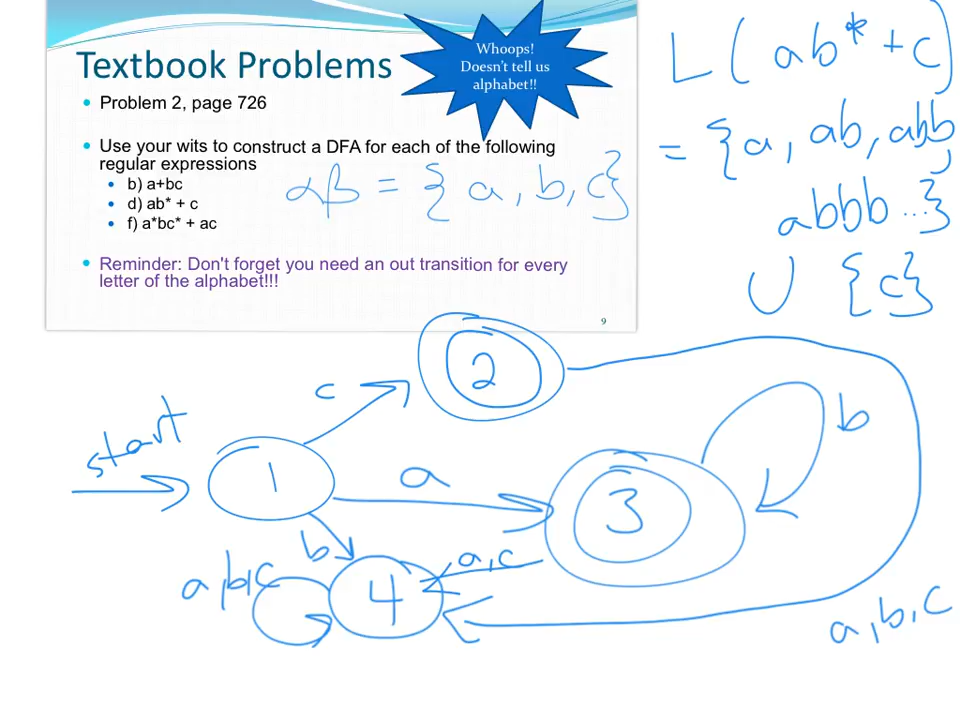 Textbook Problems
Whoops!
Doesn't tell us
alphabet!!
Problem 2, page 726
Use your wits to construct a DFA for each of the following
regular expressions
b) a+bc
d) ab* + c
f) a*bc* + ac
αβ = {a, b, c}
Reminder: Don't forget you need an out transition for every
letter of the alphabet!!!
9
L(ab*+c)
= {a, ab, abb,
abbb...}
∪ {c}
start
1
c
2
a
3
b
b
4
a,b,c
a,c
a,b,c